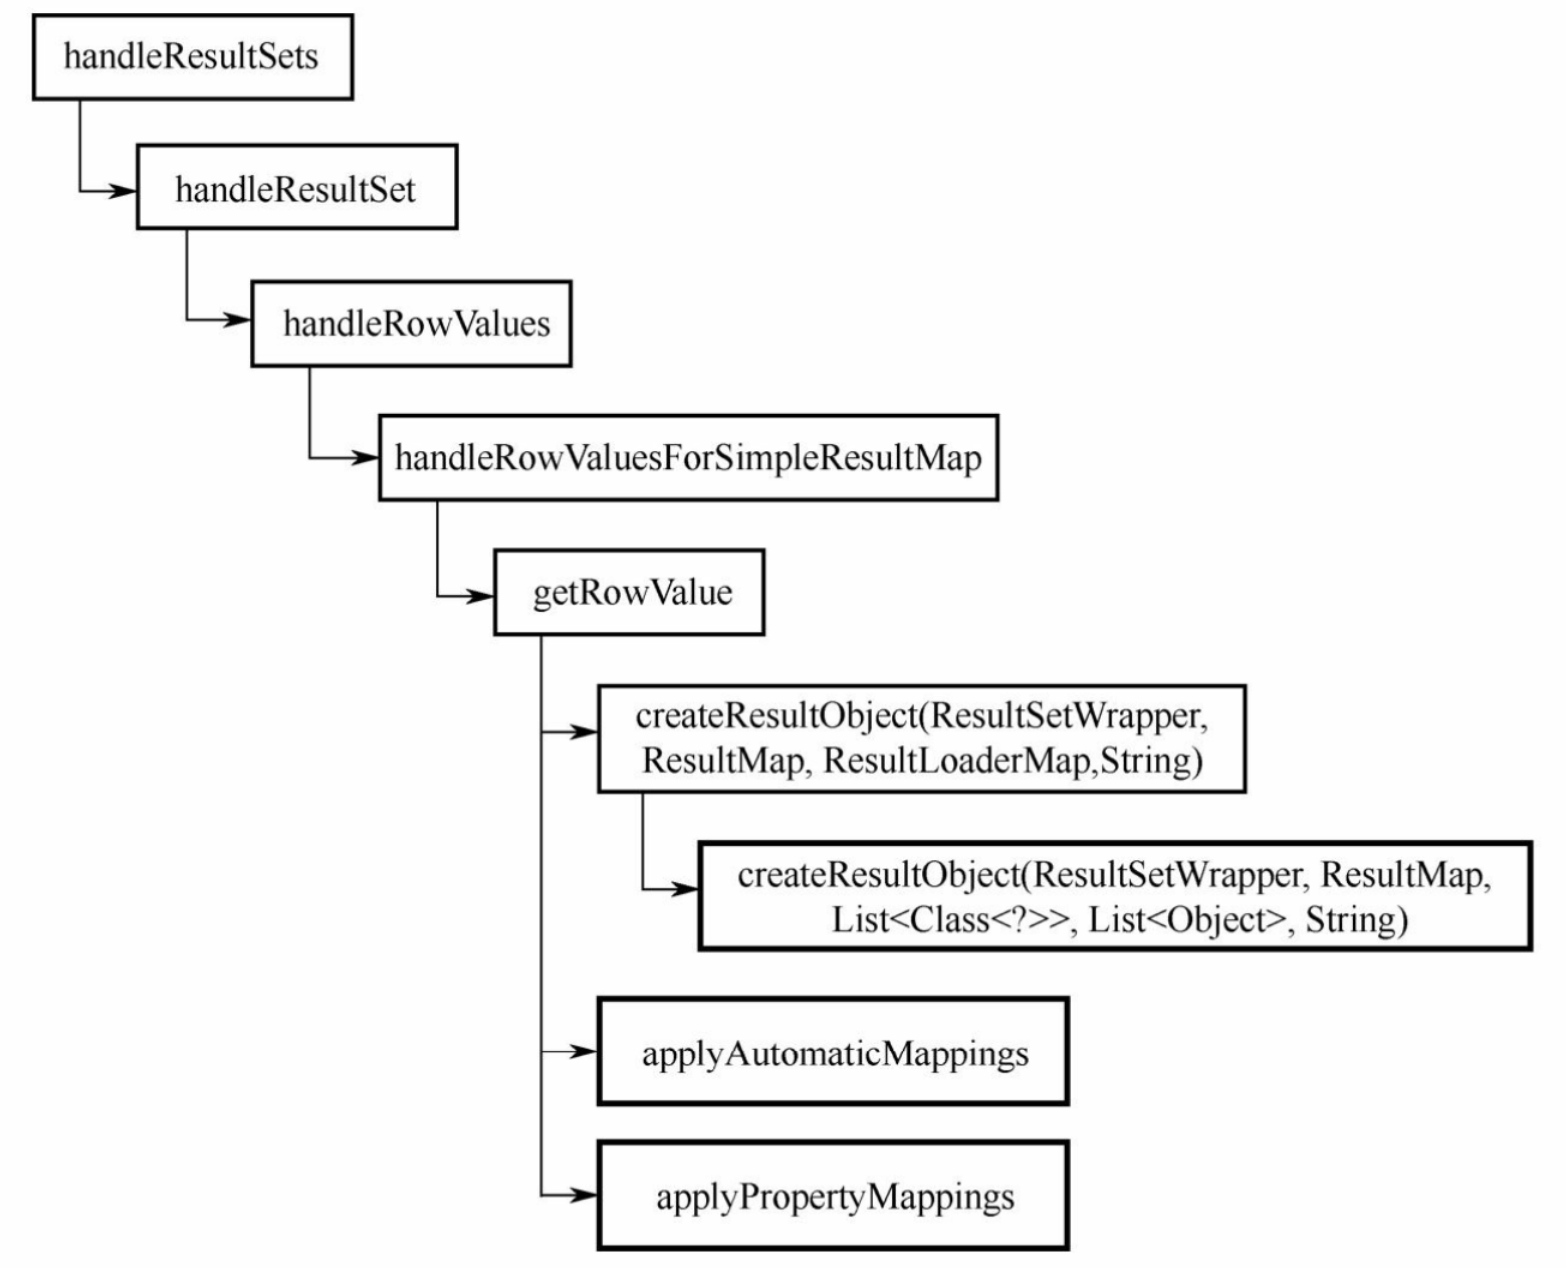 handleResultSets
handleResultSet
handleRowValues
handleRowValuesForSimpleResultMap
getRowValue
createResultObject(ResultSetWrapper,
ResultMap, ResultLoaderMap,String)
createResultObject(ResultSetWrapper, ResultMap,
List<Class<?>>, List<Object>, String)
applyAutomaticMappings
applyPropertyMappings